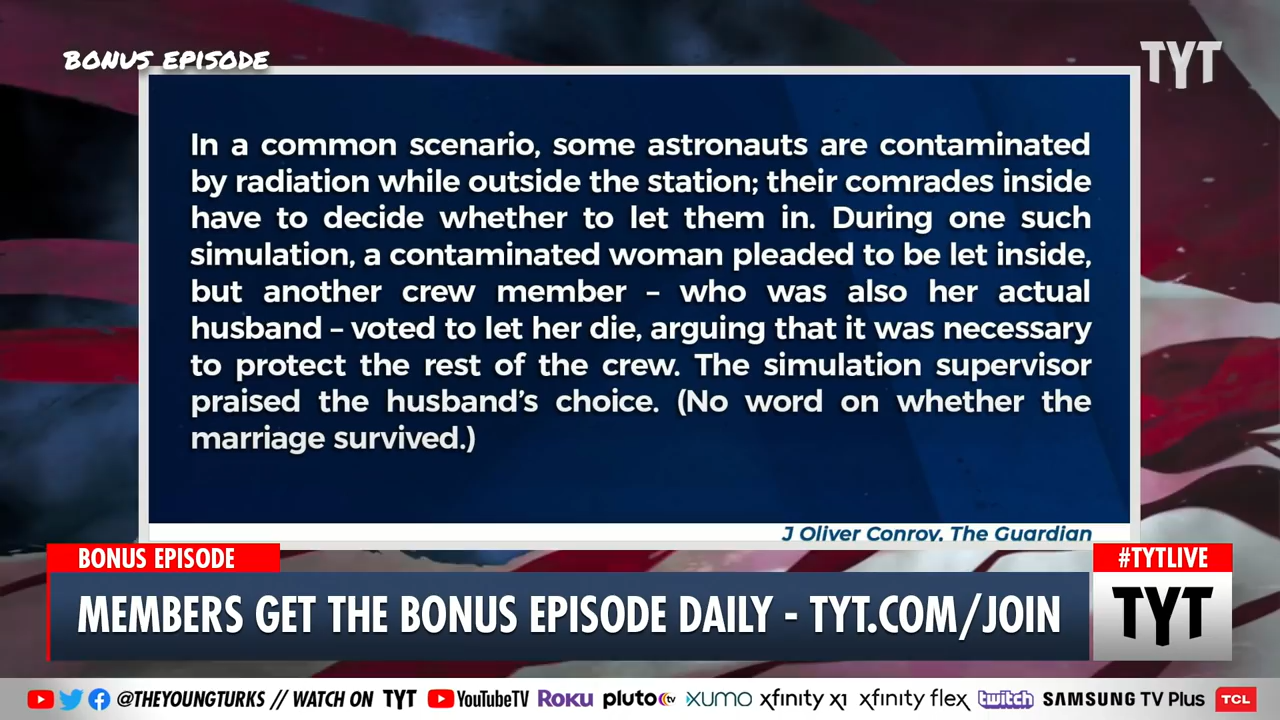 BONUS EPISODE
TYT
In a common scenario, some astronauts are contaminated
by radiation while outside the station; their comrades inside
have to decide whether to let them in. During one such
simulation, a contaminated woman pleaded to be let inside,
but another crew member – who was also her actual
husband – voted to let her die, arguing that it was necessary
to protect the rest of the crew. The simulation supervisor
praised the husband's choice. (No word on whether the
marriage survived.)
J Oliver Conroy, The Guardian
BONUS EPISODE
#TYTLIVE
MEMBERS GET THE BONUS EPISODE DAILY - TYT.COM/JOIN
TYT
@THEYOUNGTURKS // WATCH ON TYT YouTubeTV ROKU pluto tv XUMO xfinity x1 xfinity flex twitch SAMSUNG TV Plus TCL